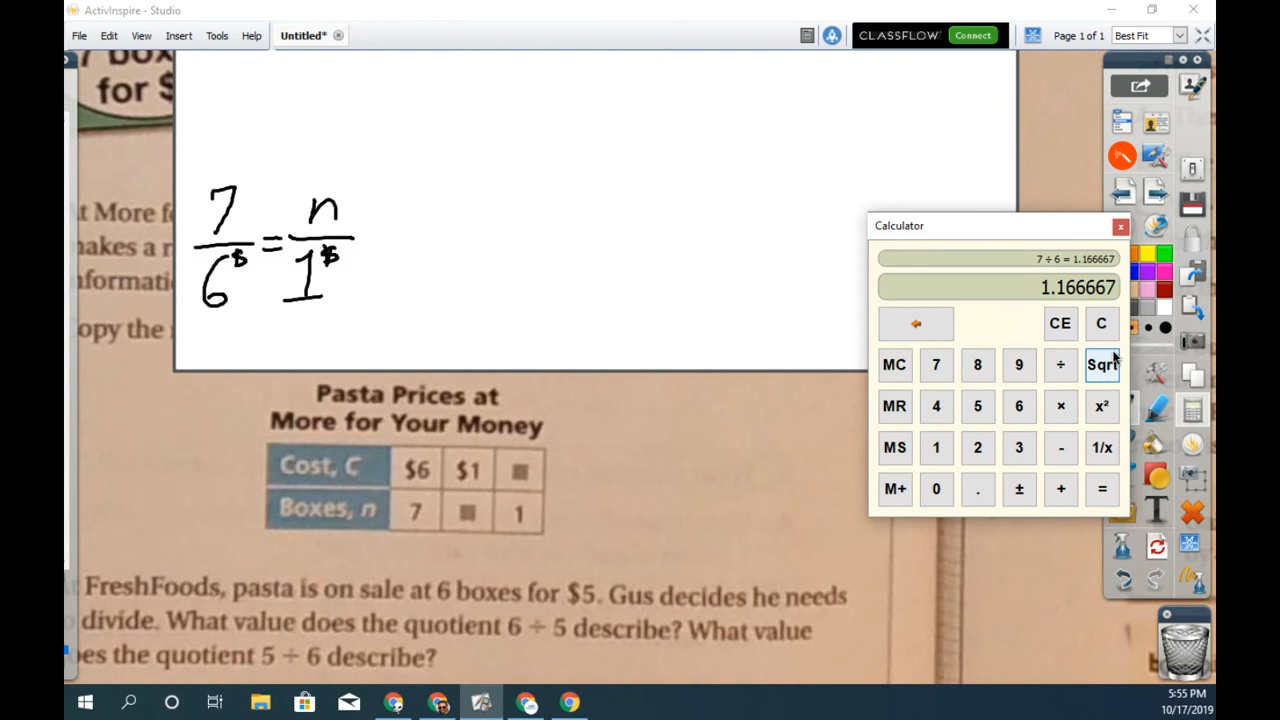 ActivInspire - Studio
File Edit View Insert Tools Help Untitled* CLASSFLOW Connect Page 1 of 1 Best Fit
7 box
for $
At More fo
makes a r
nformatic
opy the
7/6$ = n/1$
Calculator
7 ÷ 6 = 1.166667
1.166667
CE C
MC 7 8 9 ÷ Sqrt
MR 4 5 6 × x²
MS 1 2 3 - 1/x
M+ 0 . ± + =
Pasta Prices at
More for Your Money
Cost, C $6 $1
Boxes, n 7 1
FreshFoods, pasta is on sale at 6 boxes for $5. Gus decides he needs
divide. What value does the quotient 6 ÷ 5 describe? What value
oes the quotient 5 ÷ 6 describe?
T
5:55 PM
10/17/2019